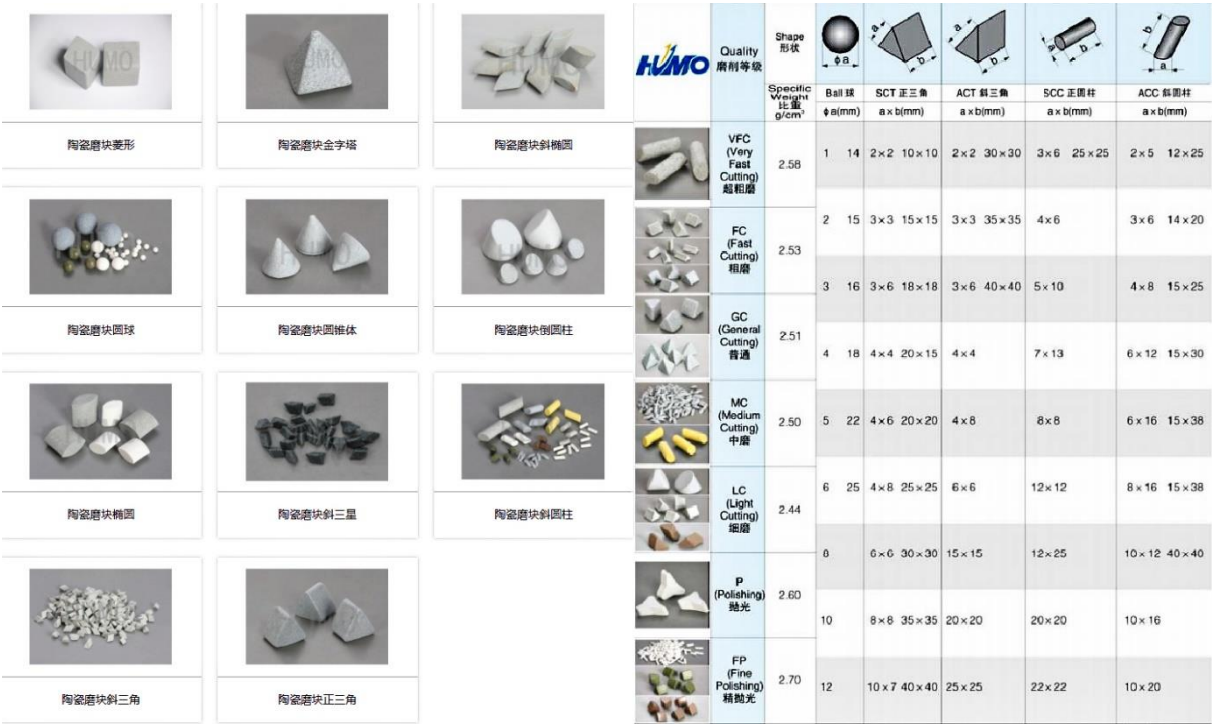 HUMO
HUMO
HUMO
陶瓷磨块菱形
陶瓷磨块金字塔
陶瓷磨块斜椭圆
HUMO
HUMO
陶瓷磨块圆球
陶瓷磨块圆锥体
陶瓷磨块倒圆柱
陶瓷磨块椭圆
陶瓷磨块斜三星
陶瓷磨块斜圆柱
陶瓷磨块斜三角
陶瓷磨块正三角
HUMO
Quality
磨削等级
Shape
形状
Specific
Weight
比重
g/cm³
φa
a
b
a
b
a
b
b
a
Ball 球 SCT 正三角 ACT 斜三角 SCC 正圆柱 ACC 斜圆柱
φa(mm) a×b(mm) a×b(mm) a×b(mm) a×b(mm)
VFC
(Very
Fast
Cutting)
超粗磨
2.58
FC
(Fast
Cutting)
粗磨
2.53
GC
(General
Cutting)
普通
2.51
MC
(Medium
Cutting)
中磨
2.50
LC
(Light
Cutting)
细磨
2.44
P
(Polishing)
抛光
2.60
FP
(Fine
Polishing)
精抛光
2.70
1 14 2×2 10×10 2×2 30×30 3×6 25×25 2×5 12×25
2 15 3×3 15×15 3×3 35×35 4×6 3×6 14×20
3 16 3×6 18×18 3×6 40×40 5×10 4×8 15×25
4 18 4×4 20×15 4×4 7×13 6×12 15×30
5 22 4×6 20×20 4×8 8×8 6×16 15×38
6 25 4×8 25×25 6×6 12×12 8×16 15×38
8 6×6 30×30 15×15 12×25 10×12 40×40
10 8×8 35×35 20×20 20×20 10×16
12 10×7 40×40 25×25 22×22 10×20